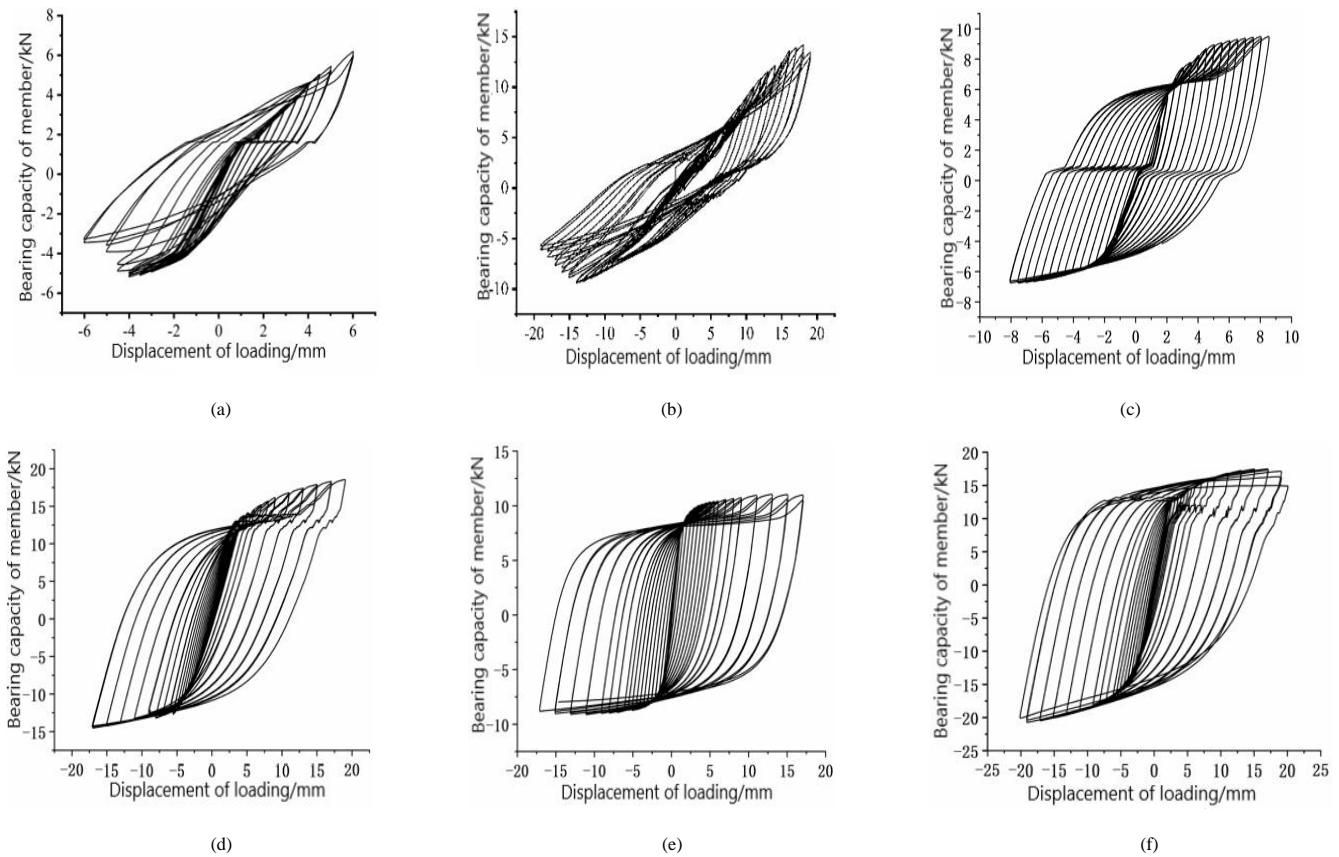 Bearing capacity of member/kN
8
6
4
2
0
-2
-4
-6
-6 -4 -2 0 2 4 6
Displacement of loading/mm
(a)
Bearing capacity of member/kN
15
10
5
0
-5
-10
-20 -15 -10 -5 0 5 10 15 20
Displacement of loading/mm
(b)
Bearing capacity of member/kN
10
8
6
4
2
0
-2
-4
-6
-8
-10 -8 -6 -4 -2 0 2 4 6 8 10
Displacement of loading/mm
(c)
Bearing capacity of member/kN
20
15
10
5
0
-5
-10
-15
-20 -15 -10 -5 0 5 10 15 20
Displacement of loading/mm
(d)
Bearing capacity of member/kN
15
10
5
0
-5
-10
-20 -15 -10 -5 0 5 10 15 20
Displacement of loading/mm
(e)
Bearing capacity of member/kN
20
15
10
5
0
-5
-10
-15
-20
-25
-25 -20 -15 -10 -5 0 5 10 15 20 25
Displacement of loading/mm
(f)